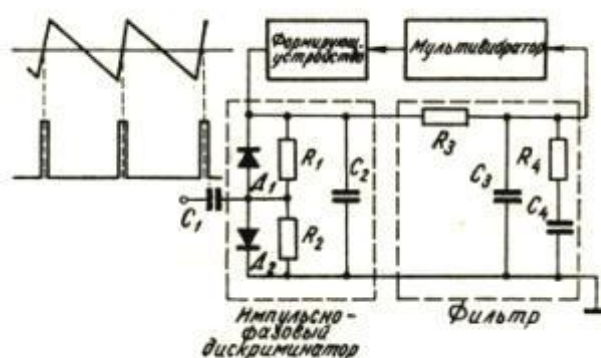 Формирующ.
устройство
Мультивибратор
R1
R2
R3
R4
C1
C2
C3
C4
Д1
Д2
Импульсно-
фазовый
дискриминатор
Фильтр